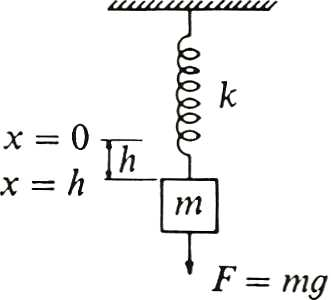 k
x = 0
h
x = h
m
F = mg